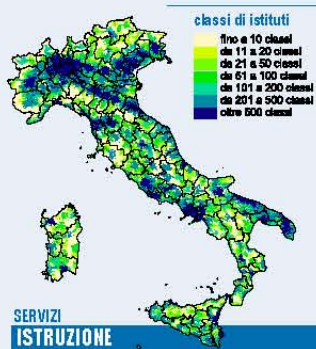 classi di istituti
fino a 10 classi
da 11 a 20 classi
da 21 a 50 classi
da 51 a 100 classi
da 101 a 200 classi
da 201 a 500 classi
oltre 500 classi
SERVIZI
ISTRUZIONE